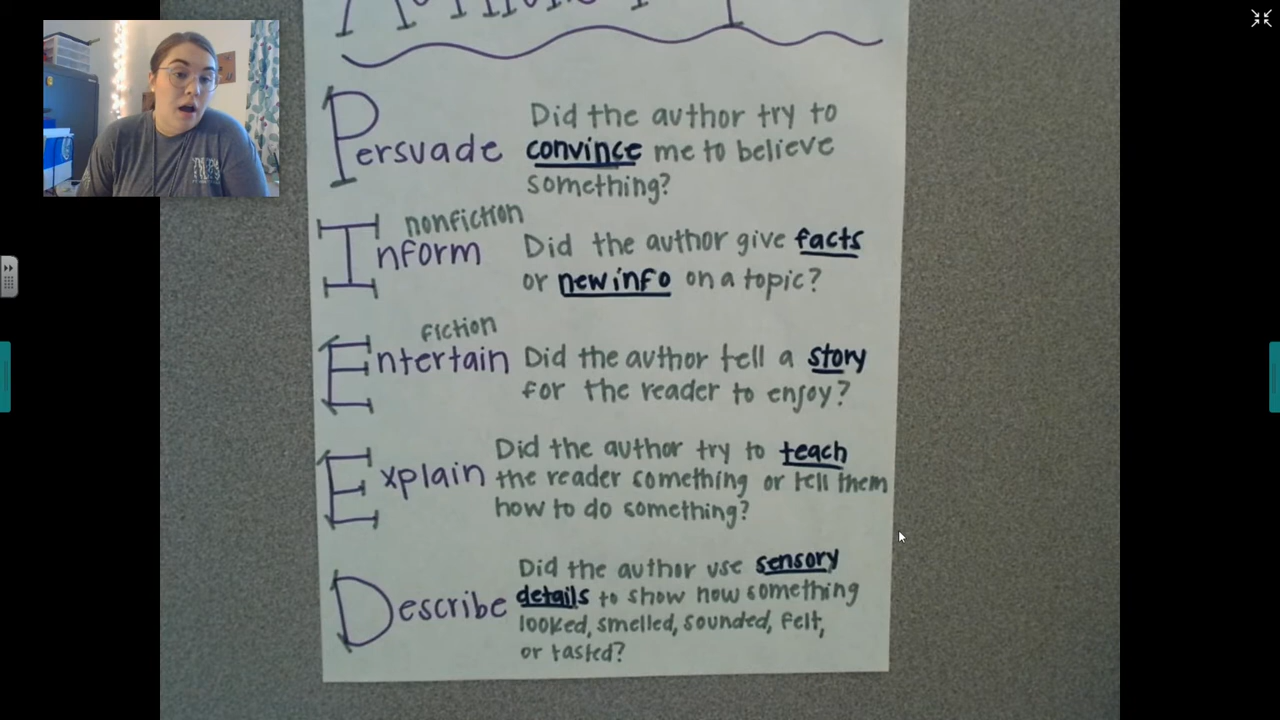 Persuade
Did the author try to
convince me to believe
something?
nonfiction
Inform
Did the author give facts
or new info on a topic?
fiction
Entertain
Did the author tell a story
for the reader to enjoy?
Explain
Did the author try to teach
the reader something or tell them
how to do something?
Describe
Did the author use sensory
details to show how something
looked, smelled, sounded, felt,
or tasted?